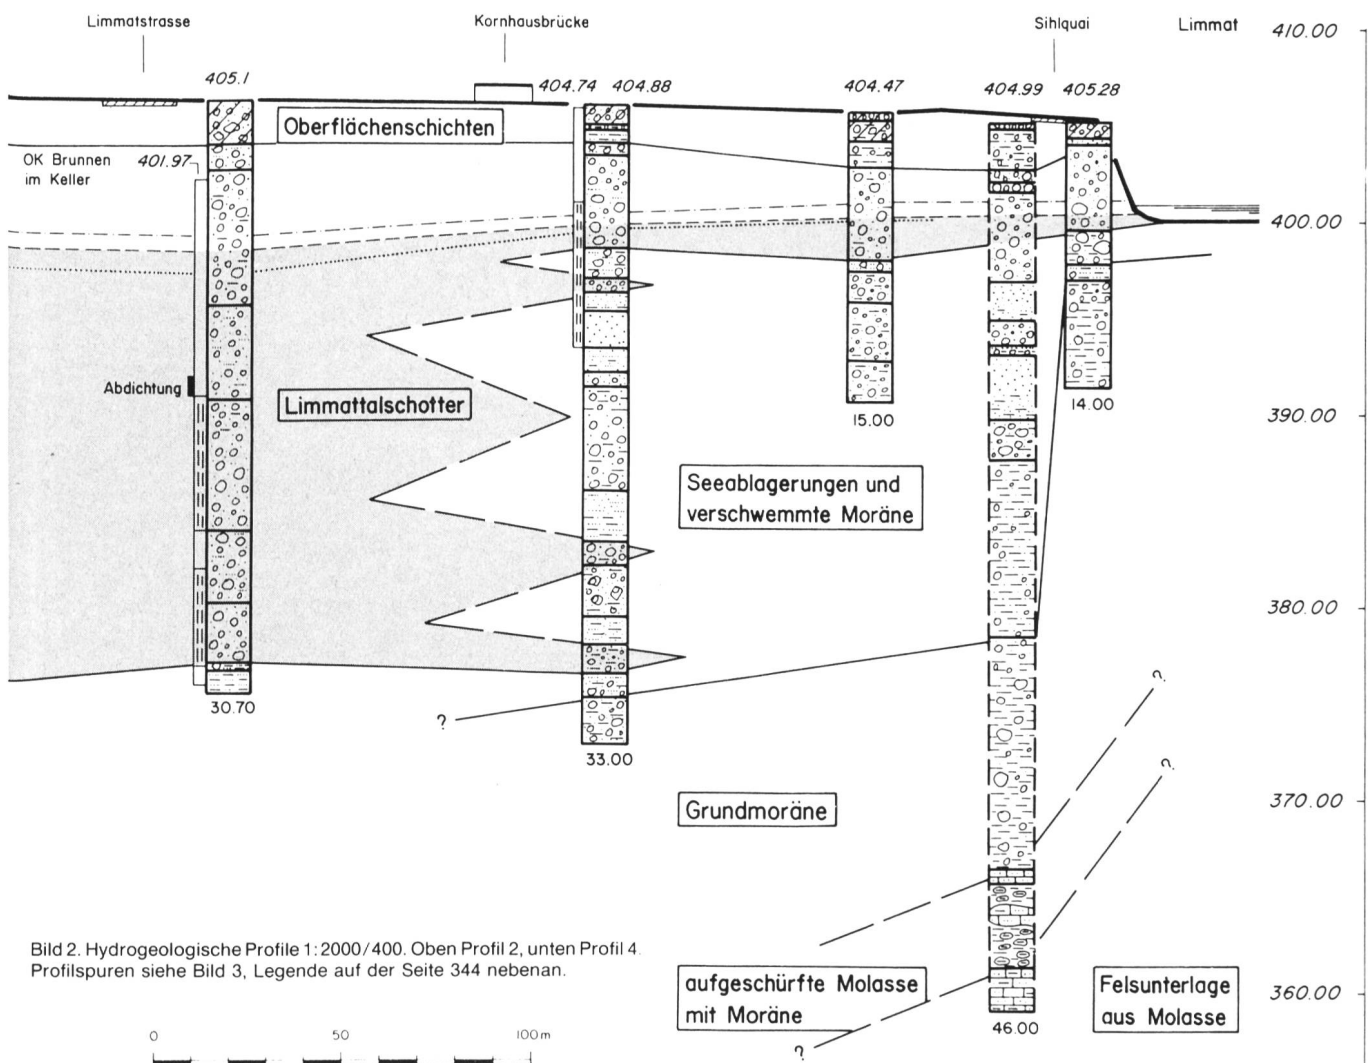 Limmatstrasse
Kornhausbrücke
Sihlquai
Limmat
410.00
405.1
404.74
404.88
404.47
404.99
405.28
Oberflächenschichten
OK Brunnen
im Keller
401.97
400.00
Abdichtung
Limmattalschotter
15.00
14.00
390.00
Seeablagerungen und
verschwemmte Moräne
380.00
30.70
?
33.00
?
?
Grundmoräne
370.00
Bild 2. Hydrogeologische Profile 1:2000/400. Oben Profil 2, unten Profil 4.
Profilspuren siehe Bild 3, Legende auf der Seite 344 nebenan.
aufgeschürfte Molasse
mit Moräne
Felsunterlage
aus Molasse
360.00
46.00
?
0 50 100m